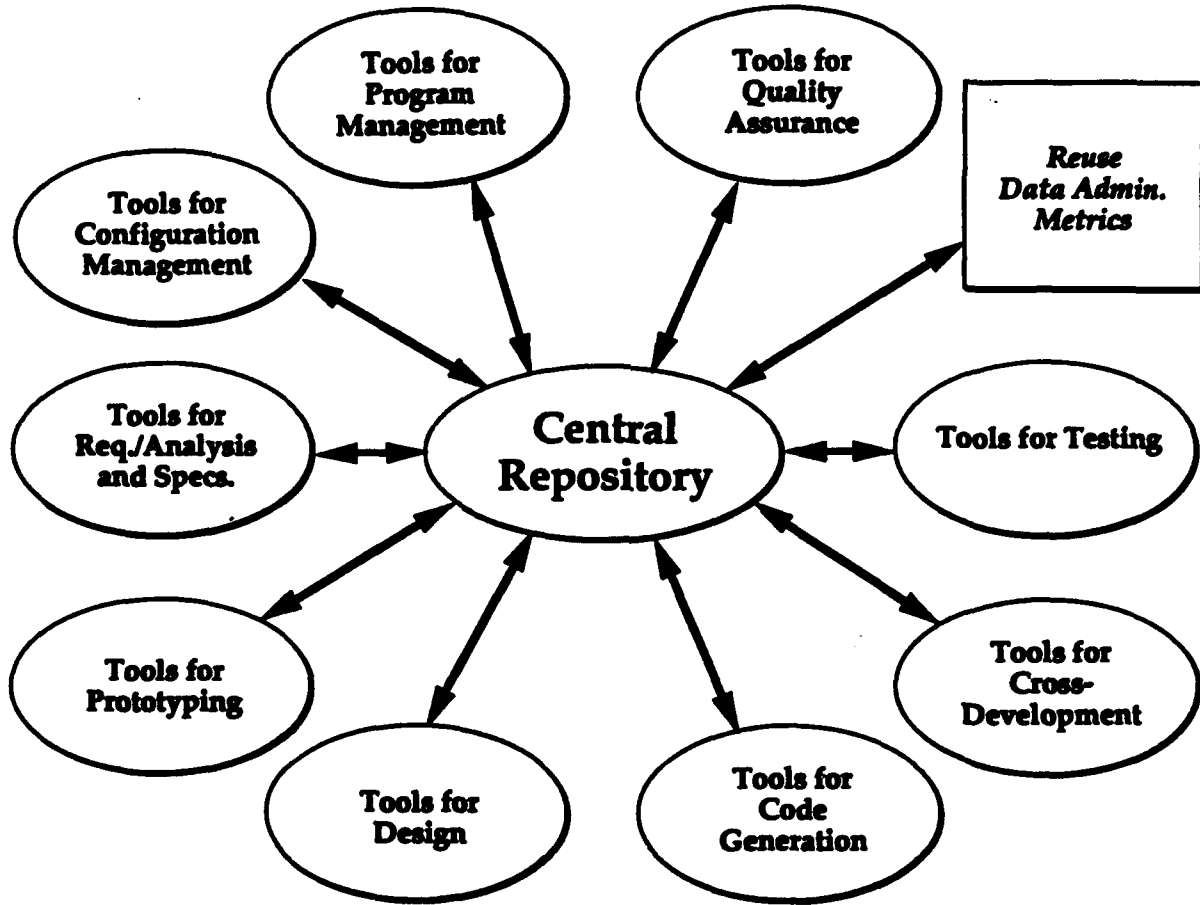 Tools for
Program
Management
Tools for
Quality
Assurance
Reuse
Data Admin.
Metrics
Tools for
Configuration
Management
Tools for
Req./Analysis
and Specs.
Central
Repository
Tools for Testing
Tools for
Prototyping
Tools for
Cross-
Development
Tools for
Design
Tools for
Code
Generation